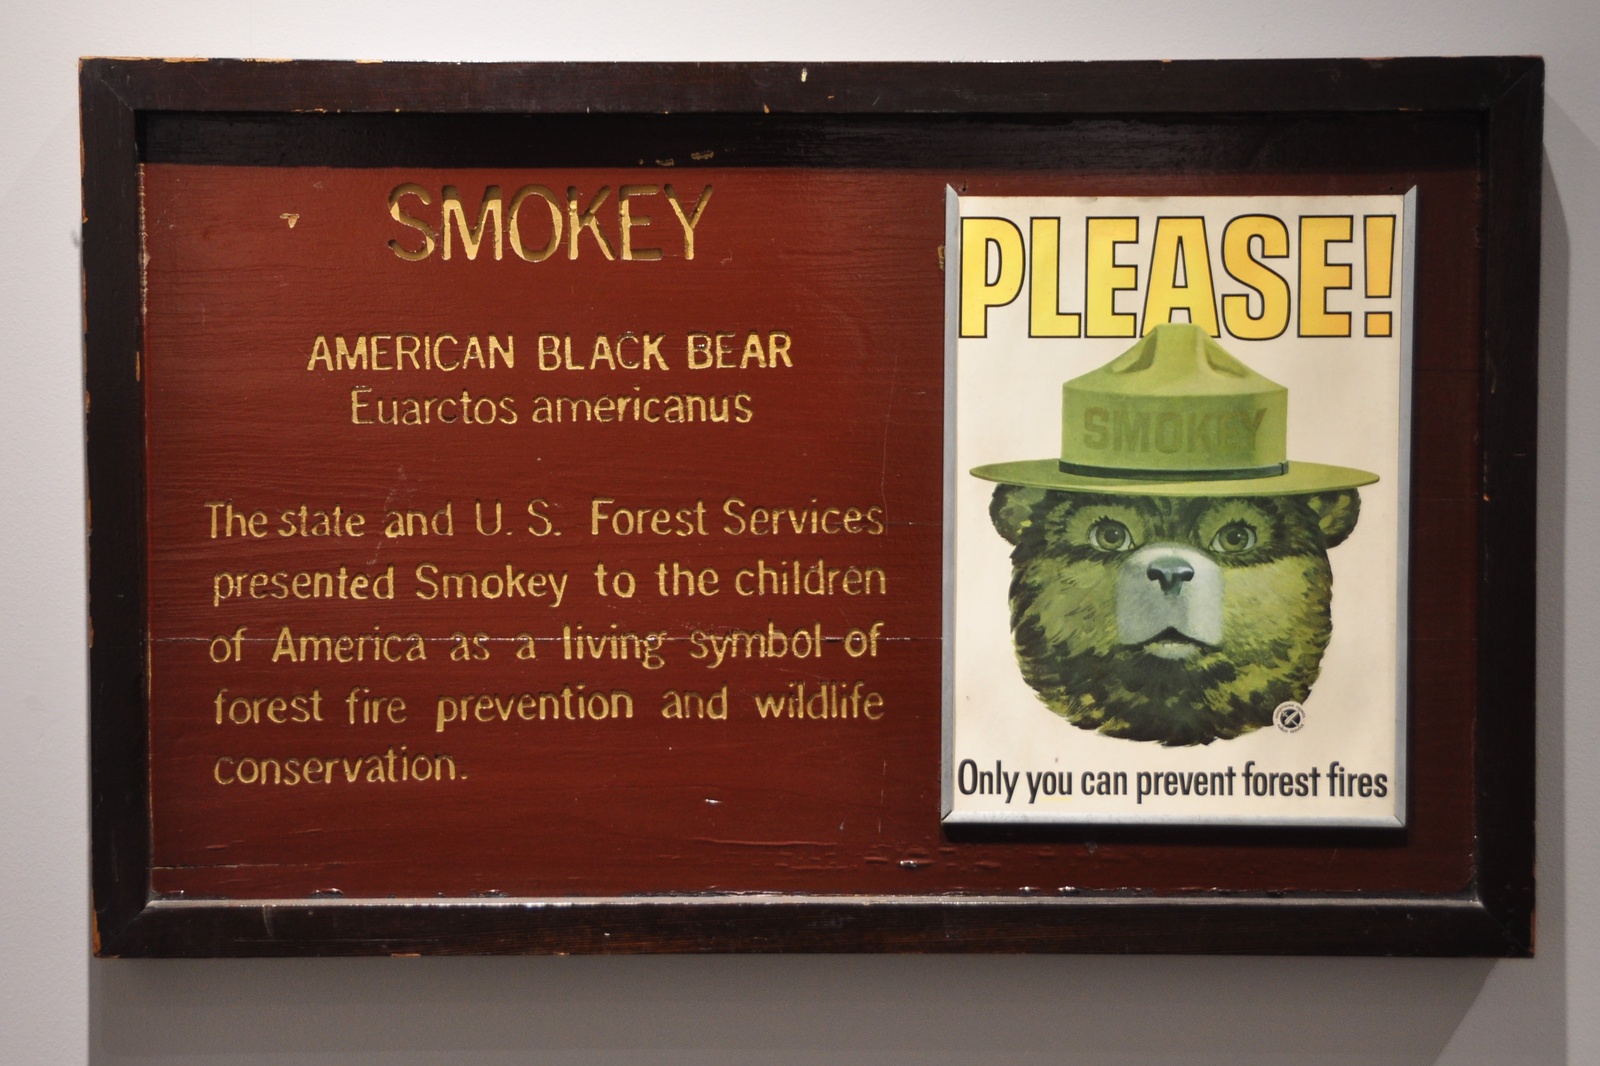 SMOKEY
AMERICAN BLACK BEAR
Euarctos americanus
The state and U. S. Forest Services
presented Smokey to the children
of America as a living symbol of
forest fire prevention and wildlife
conservation.
PLEASE!
SMOKEY
Only you can prevent forest fires